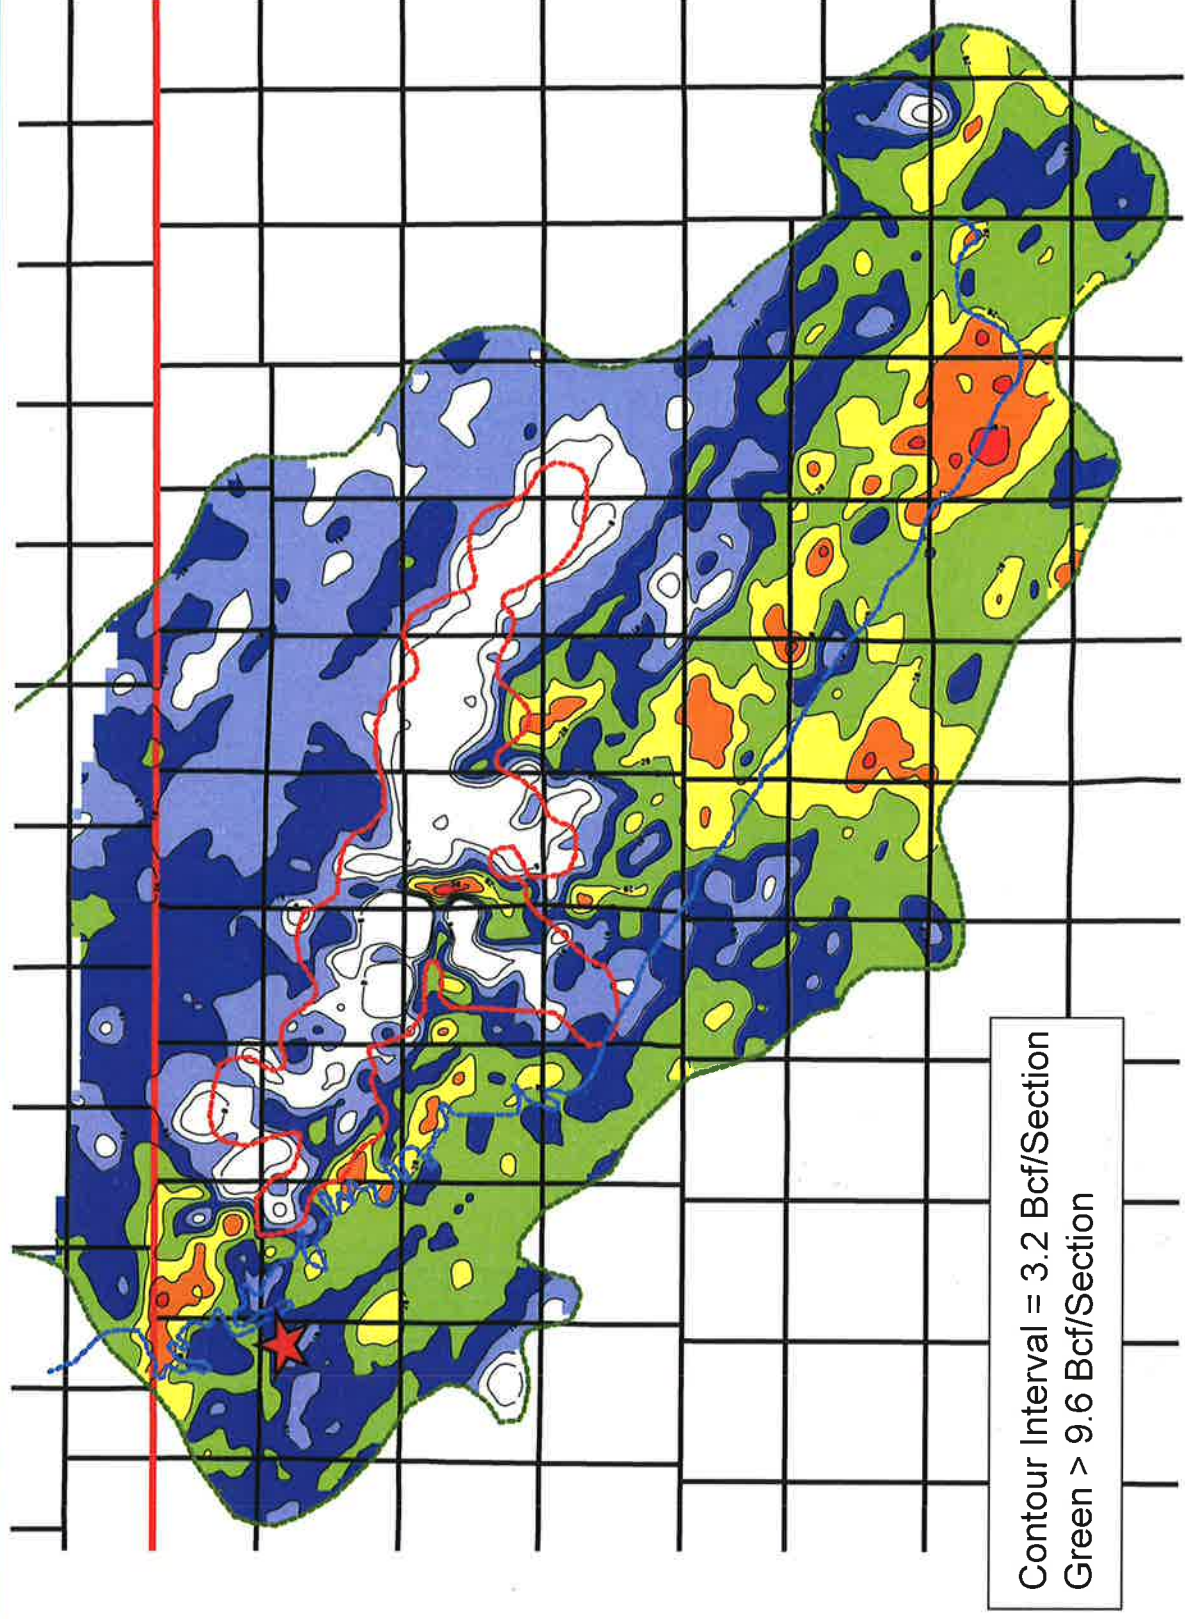 Contour Interval = 3.2 Bcf/Section
Green > 9.6 Bcf/Section